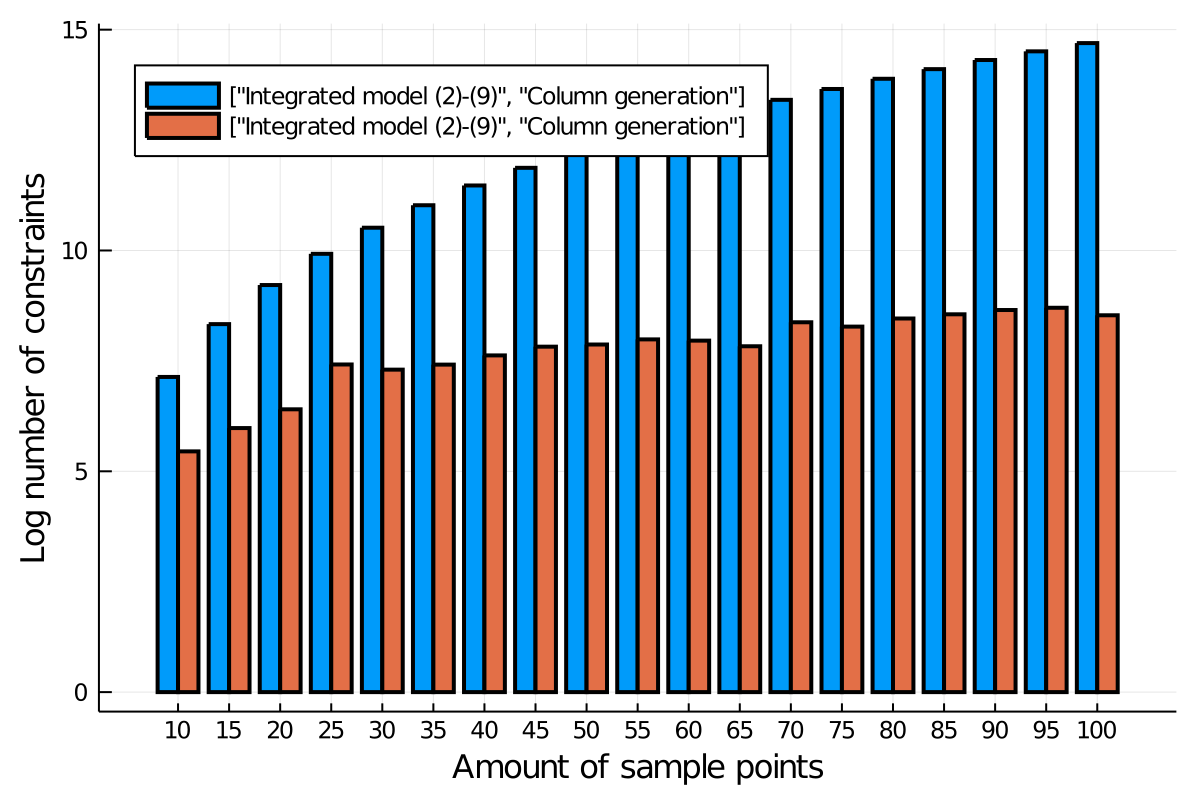 15
["Integrated model (2)-(9)", "Column generation"]
["Integrated model (2)-(9)", "Column generation"]
10
5
0
Log number of constraints
10 15 20 25 30 35 40 45 50 55 60 65 70 75 80 85 90 95 100
Amount of sample points